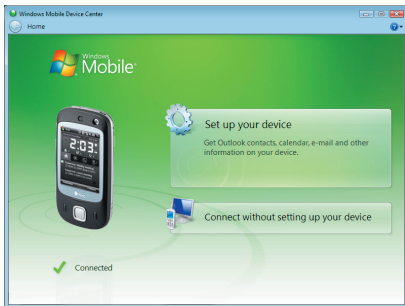 Windows Mobile Device Center
Home
Windows
Mobile
2:03
Set up your device
Get Outlook contacts, calendar, e-mail and other
information on your device.
Connect without setting up your device
Connected